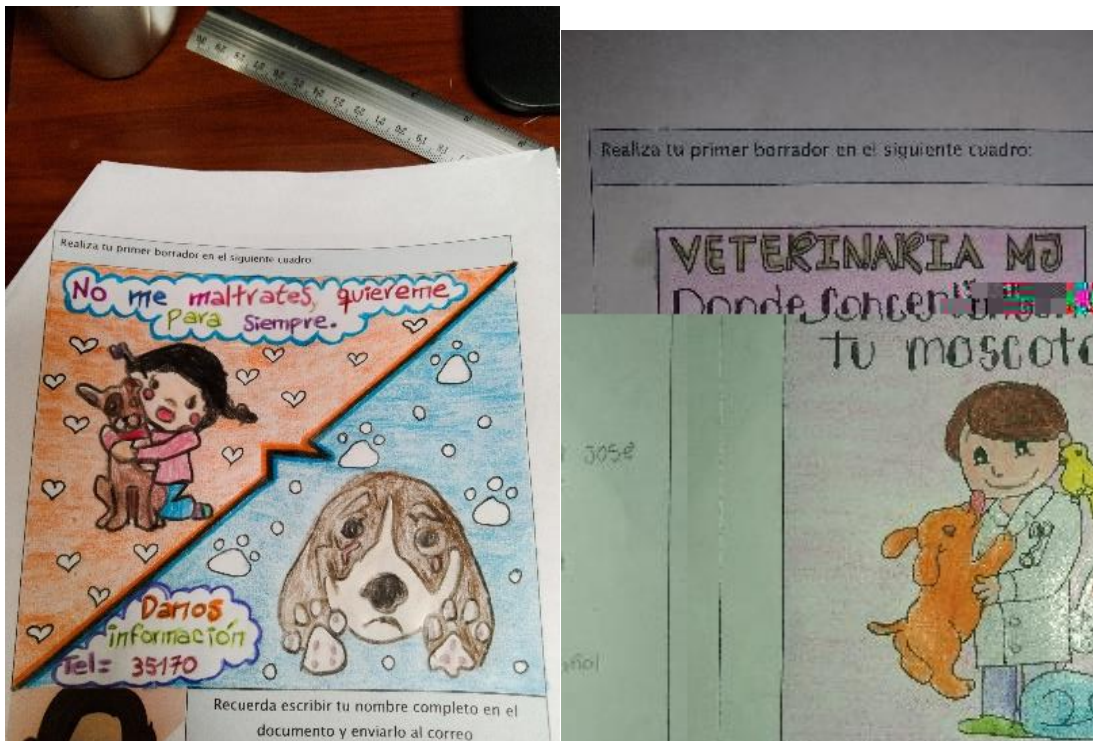 Realiza tu primer borrador en el siguiente cuadro
No me maltrates, quiereme
Para Siempre.
Danos
información
Tel= 35170
Recuerda escribir tu nombre completo en el
documento y enviarlo al correo
Realiza tu primer borrador en el siguiente cuadro:
VETERINARIA MJ
Donde
tu mascota
José